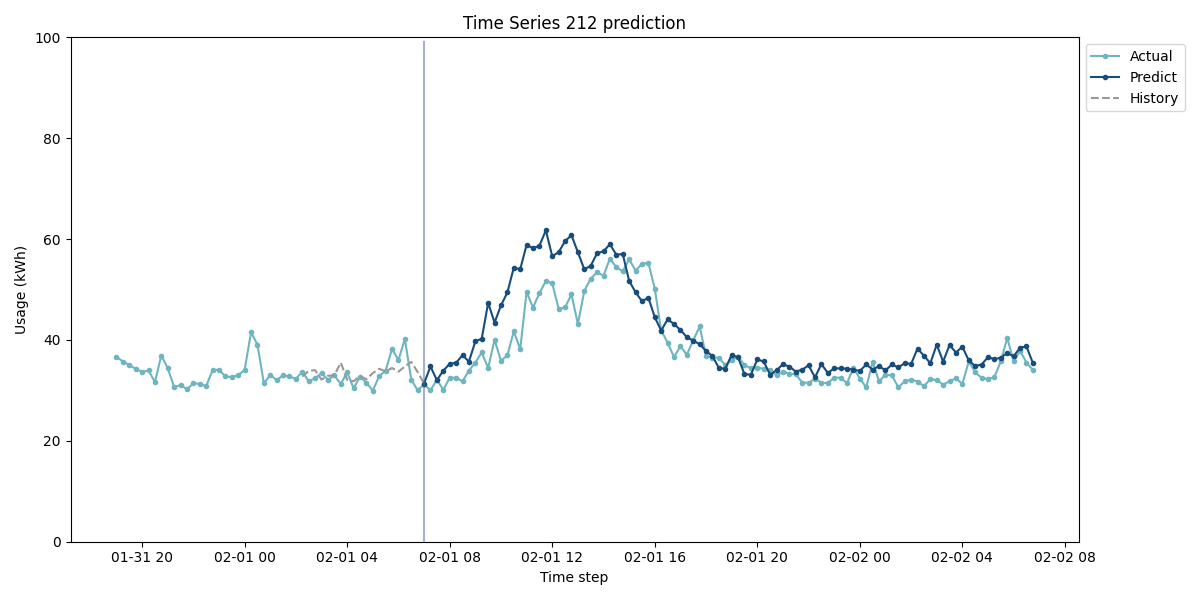 Time Series 212 prediction
100
80
60
40
20
0
Usage (kWh)
01-31 20
02-01 00
02-01 04
02-01 08
02-01 12
02-01 16
02-01 20
02-02 00
02-02 04
02-02 08
Time step
Actual
Predict
History